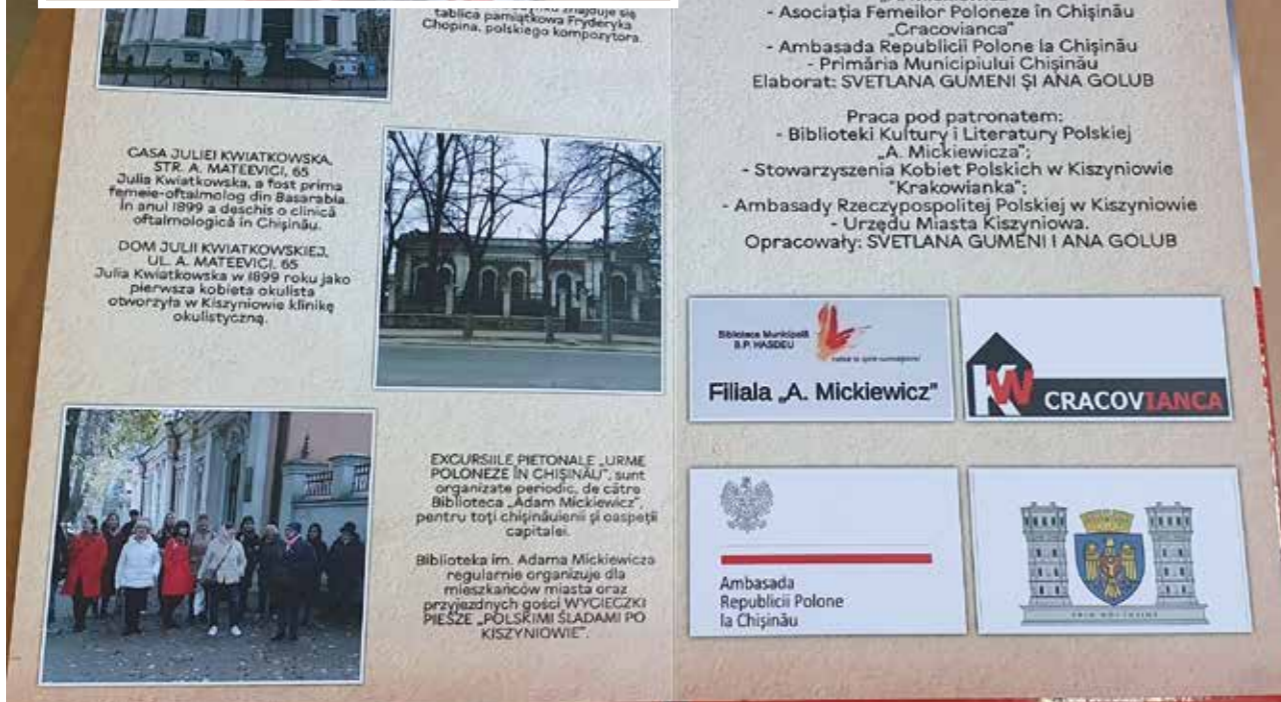 tablica pamiątkowa Fryderyka
Chopina, polskiego kompozytora.
CASA JULIEI KWIATKOWSKA,
STR. A. MATEEVICI, 65
Julia Kwiatkowska, a fost prima
femeie-oftalmolog din Basarabia.
În anul 1899 a deschis o clinică
oftalmologică în Chișinău.
DOM JULII KWIATKOWSKIEJ,
UL. A. MATEEVICI, 65
Julia Kwiatkowska w 1899 roku jako
pierwsza kobieta okulista
otworzyła w Kiszyniowie klinikę
okulistyczną.
EXCURSIILE PIETONALE „URME
POLONEZE ÎN CHIȘINĂU", sunt
organizate periodic, de către
Biblioteca „Adam Mickiewicz",
pentru toți chișinăuienii și oaspeții
capitalei.
Biblioteka im. Adama Mickiewicza
regularnie organizuje dla
mieszkańców miasta oraz
przyjezdnych gości WYCIECZKI
PIESZE „POLSKIMI ŚLADAMI PO
KISZYNIOWIE".
- Asociația Femeilor Poloneze în Chișinău
„Cracovianca"
- Ambasada Republicii Polone la Chișinău
- Primăria Municipiului Chișinău
Elaborat: SVETLANA GUMENI ȘI ANA GOLUB
Praca pod patronatem:
- Biblioteki Kultury i Literatury Polskiej
„A. Mickiewicza";
- Stowarzyszenia Kobiet Polskich w Kiszyniowie
"Krakowianka";
- Ambasady Rzeczypospolitej Polskiej w Kiszyniowie
- Urzędu Miasta Kiszyniowa.
Opracowały: SVETLANA GUMENI I ANA GOLUB
Biblioteca Municipală
B.P. HASDEU
Filiala „A. Mickiewicz"
KW CRACOVIANCA
Ambasada
Republicii Polone
la Chișinău